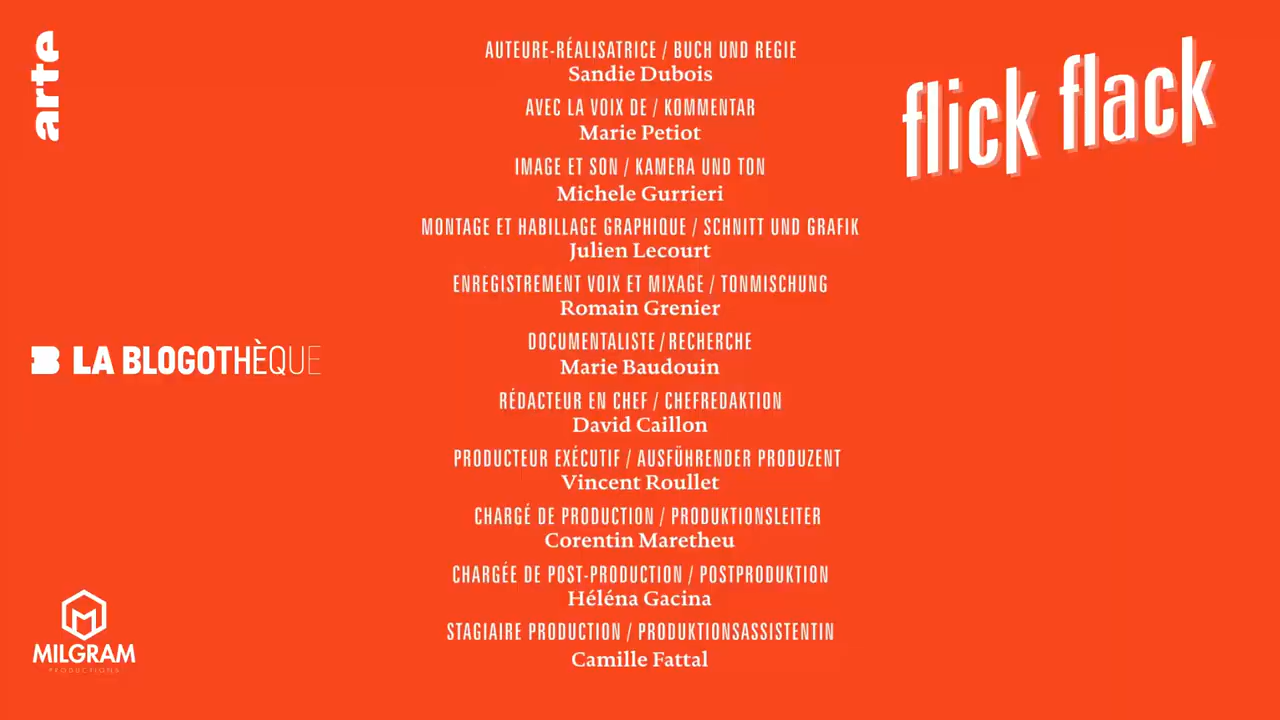 arte
AUTEURE-RÉALISATRICE / BUCH UND REGIE
Sandie Dubois
AVEC LA VOIX DE / KOMMENTAR
Marie Petiot
IMAGE ET SON / KAMERA UND TON
Michele Gurrieri
MONTAGE ET HABILLAGE GRAPHIQUE / SCHNITT UND GRAFIK
Julien Lecourt
ENREGISTREMENT VOIX ET MIXAGE / TONMISCHUNG
Romain Grenier
DOCUMENTALISTE / RECHERCHE
Marie Baudouin
RÉDACTEUR EN CHEF / CHEFREDAKTION
David Caillon
PRODUCTEUR EXÉCUTIF / AUSFÜHRENDER PRODUZENT
Vincent Roullet
CHARGÉ DE PRODUCTION / PRODUKTIONSLEITER
Corentin Maretheu
CHARGÉE DE POST-PRODUCTION / POSTPRODUKTION
Héléna Gacina
STAGIAIRE PRODUCTION / PRODUKTIONSASSISTENTIN
Camille Fattal
flick flack
LA BLOGOTHÈQUE
MILGRAM
PRODUCTIONS